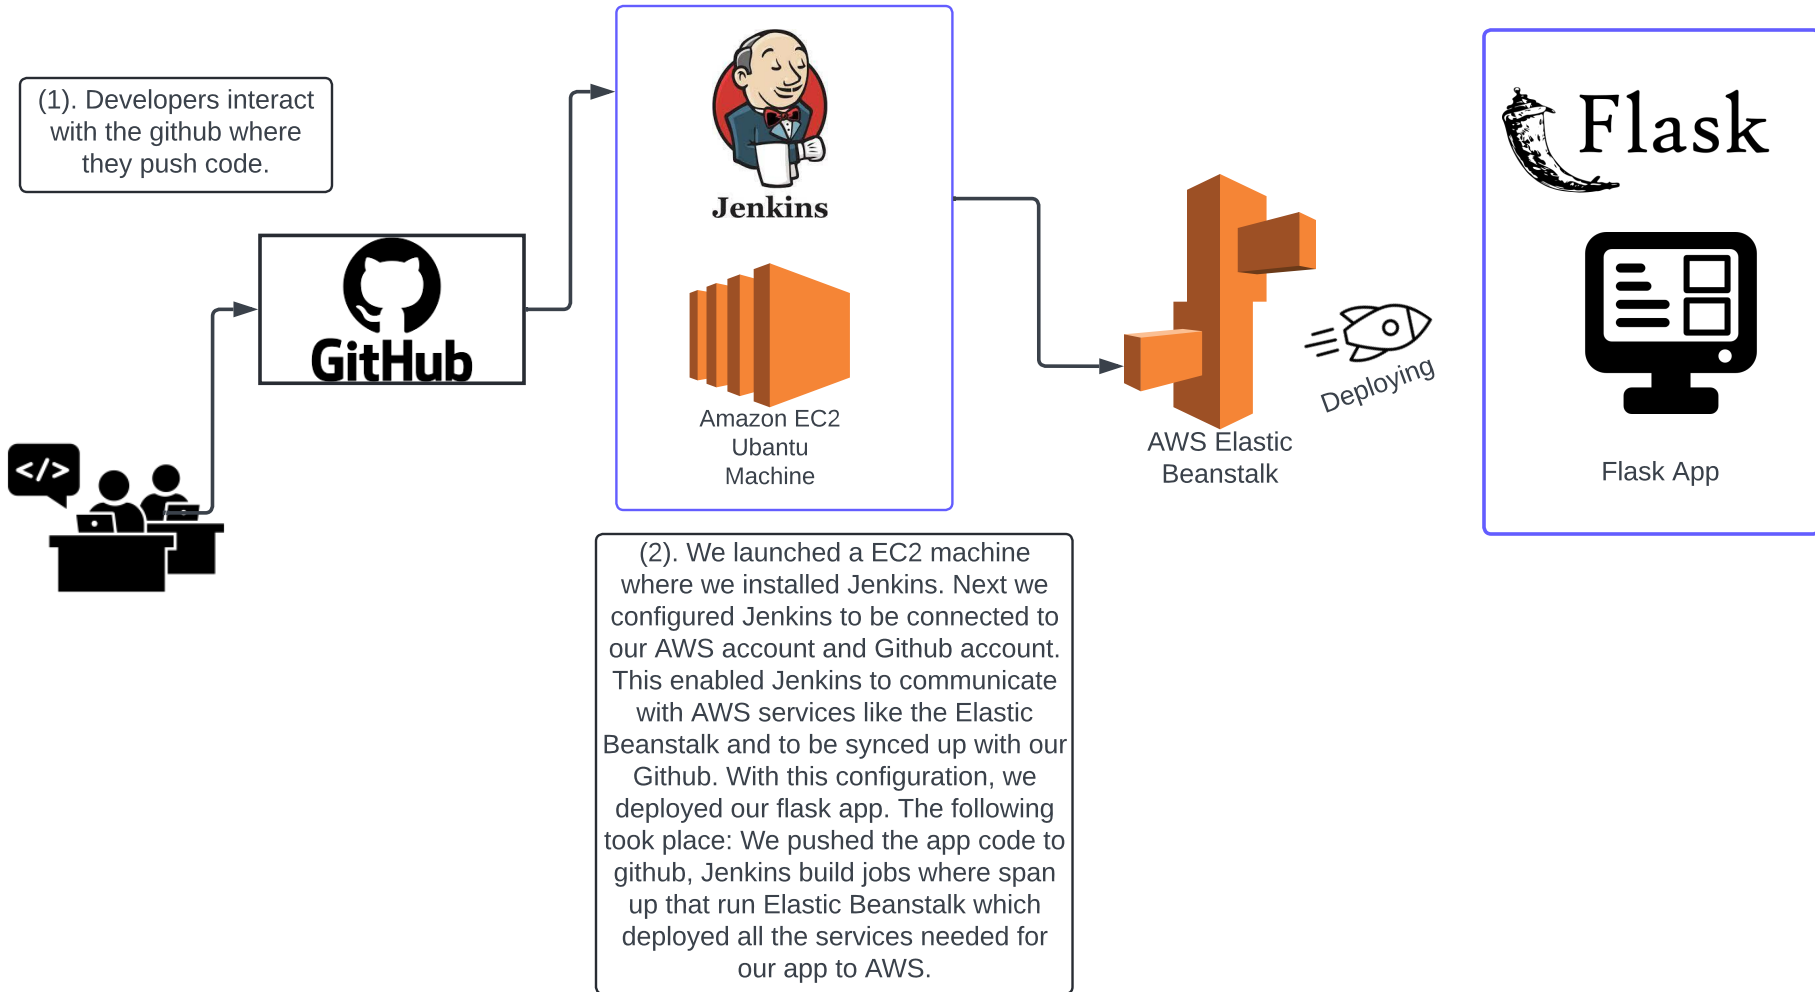 (1). Developers interact
with the github where
they push code.
GitHub
</>
Jenkins
Amazon EC2
Ubantu
Machine
(2). We launched a EC2 machine
where we installed Jenkins. Next we
configured Jenkins to be connected to
our AWS account and Github account.
This enabled Jenkins to communicate
with AWS services like the Elastic
Beanstalk and to be synced up with our
Github. With this configuration, we
deployed our flask app. The following
took place: We pushed the app code to
github, Jenkins build jobs where span
up that run Elastic Beanstalk which
deployed all the services needed for
our app to AWS.
AWS Elastic
Beanstalk
Deploying
Flask
Flask App